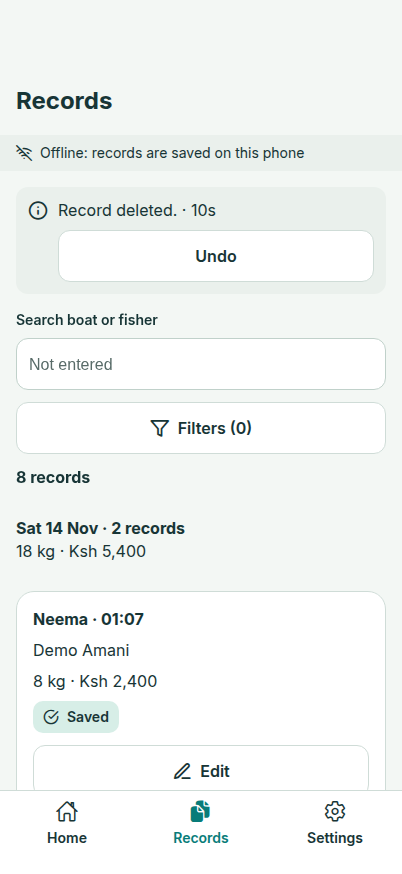 Records
Offline: records are saved on this phone
Record deleted. · 10s
Undo
Search boat or fisher
Not entered
Filters (0)
8 records
Sat 14 Nov · 2 records
18 kg · Ksh 5,400
Neema · 01:07
Demo Amani
8 kg · Ksh 2,400
Saved
Edit
Home
Records
Settings